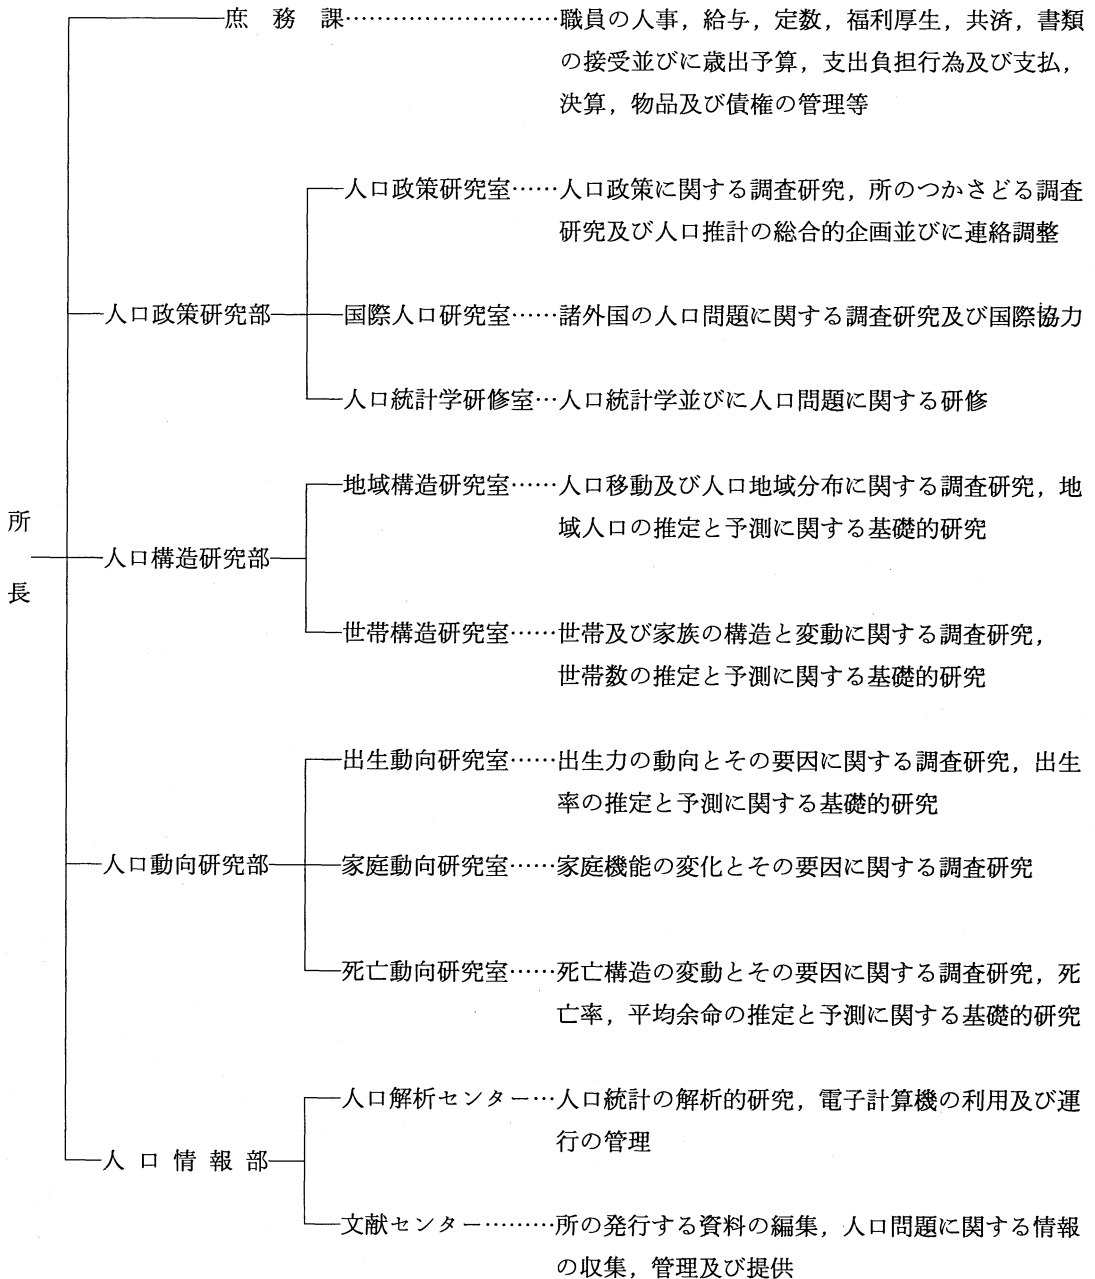 庶務課……………………職員の人事，給与，定数，福利厚生，共済，書類
の接受並びに歳出予算，支出負担行為及び支払，
決算，物品及び債権の管理等
人口政策研究室……人口政策に関する調査研究，所のつかさどる調査
研究及び人口推計の総合的企画並びに連絡調整
人口政策研究部
国際人口研究室……諸外国の人口問題に関する調査研究及び国際協力
人口統計学研修室…人口統計学並びに人口問題に関する研修
所長
地域構造研究室……人口移動及び人口地域分布に関する調査研究，地
域人口の推定と予測に関する基礎的研究
人口構造研究部
世帯構造研究室……世帯及び家族の構造と変動に関する調査研究，
世帯数の推定と予測に関する基礎的研究
出生動向研究室……出生力の動向とその要因に関する調査研究，出生
率の推定と予測に関する基礎的研究
人口動向研究部
家庭動向研究室……家庭機能の変化とその要因に関する調査研究
死亡動向研究室……死亡構造の変動とその要因に関する調査研究，死
亡率，平均余命の推定と予測に関する基礎的研究
人口解析センター…人口統計の解析的研究，電子計算機の利用及び運
行の管理
人口情報部
文献センター………所の発行する資料の編集，人口問題に関する情報
の収集，管理及び提供